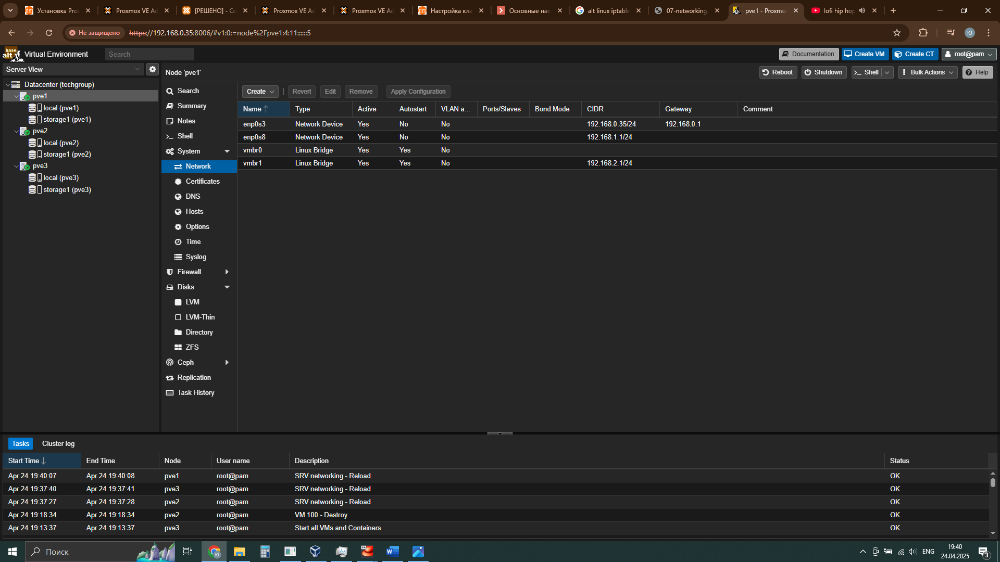 Установка Prox
Proxmox VE Ad
[РЕШЕНО] - Co
Proxmox VE Ad
Proxmox VE Ad
Настройка кла
Основные нас
alt linux iptable
07-networking.
pve1 - Proxmo
lofi hip hop
Не защищено
https://192.168.0.35:8006/#v1:0:=node%2Fpve1:4:11::::::5
base alt
Virtual Environment
Search
Documentation
Create VM
Create CT
root@pam
Server View
Node 'pve1'
Reboot
Shutdown
Shell
Bulk Actions
Help
Datacenter (techgroup)
pve1
local (pve1)
storage1 (pve1)
pve2
local (pve2)
storage1 (pve2)
pve3
local (pve3)
storage1 (pve3)
Search
Summary
Notes
Shell
System
Network
Certificates
DNS
Hosts
Options
Time
Syslog
Firewall
Disks
LVM
LVM-Thin
Directory
ZFS
Ceph
Replication
Task History
Create
Revert
Edit
Remove
Apply Configuration
Name Type Active Autostart VLAN a... Ports/Slaves Bond Mode CIDR Gateway Comment
enp0s3 Network Device Yes No No 192.168.0.35/24 192.168.0.1
enp0s8 Network Device Yes No No 192.168.1.1/24
vmbr0 Linux Bridge Yes Yes No
vmbr1 Linux Bridge Yes Yes No 192.168.2.1/24
Tasks
Cluster log
Start Time End Time Node User name Description Status
Apr 24 19:40:07 Apr 24 19:40:08 pve1 root@pam SRV networking - Reload OK
Apr 24 19:37:40 Apr 24 19:37:41 pve3 root@pam SRV networking - Reload OK
Apr 24 19:37:27 Apr 24 19:37:28 pve2 root@pam SRV networking - Reload OK
Apr 24 19:18:34 Apr 24 19:18:34 pve2 root@pam VM 100 - Destroy OK
Apr 24 19:13:37 Apr 24 19:13:37 pve3 root@pam Start all VMs and Containers OK
Поиск
ENG
19:40
24.04.2025
3